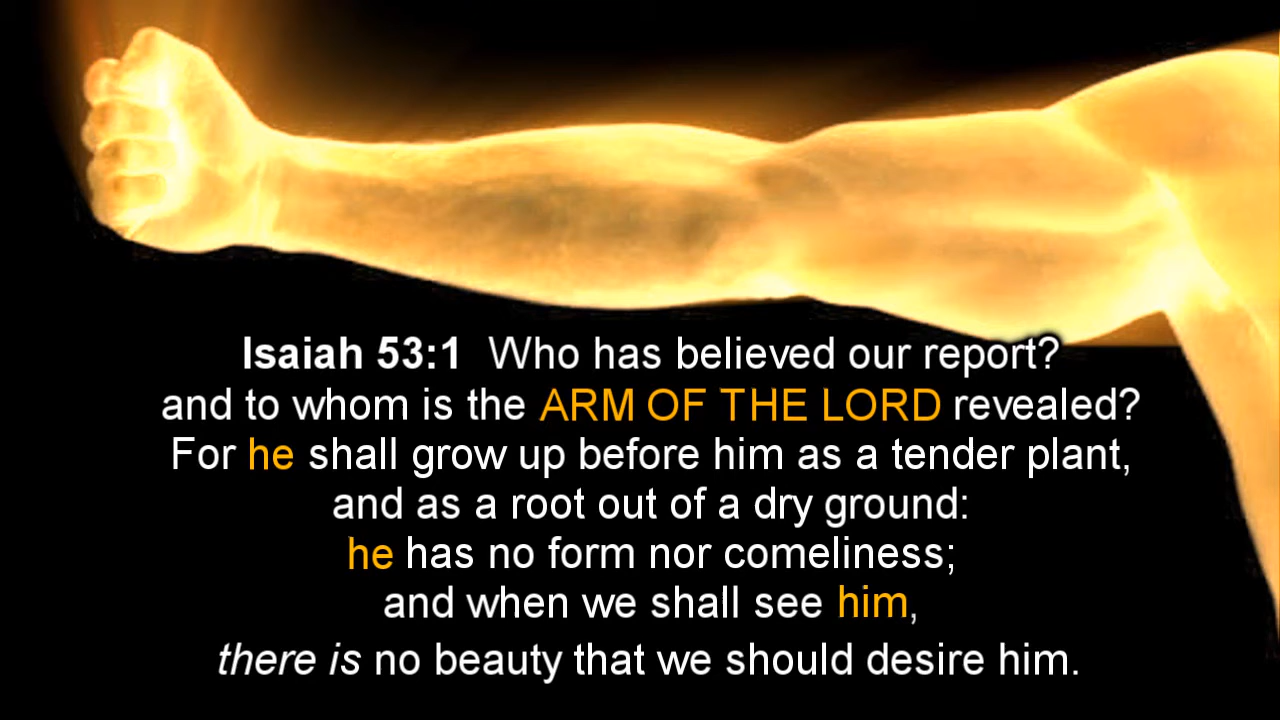 Isaiah 53:1 Who has believed our report?
and to whom is the ARM OF THE LORD revealed?
For he shall grow up before him as a tender plant,
and as a root out of a dry ground:
he has no form nor comeliness;
and when we shall see him,
there is no beauty that we should desire him.